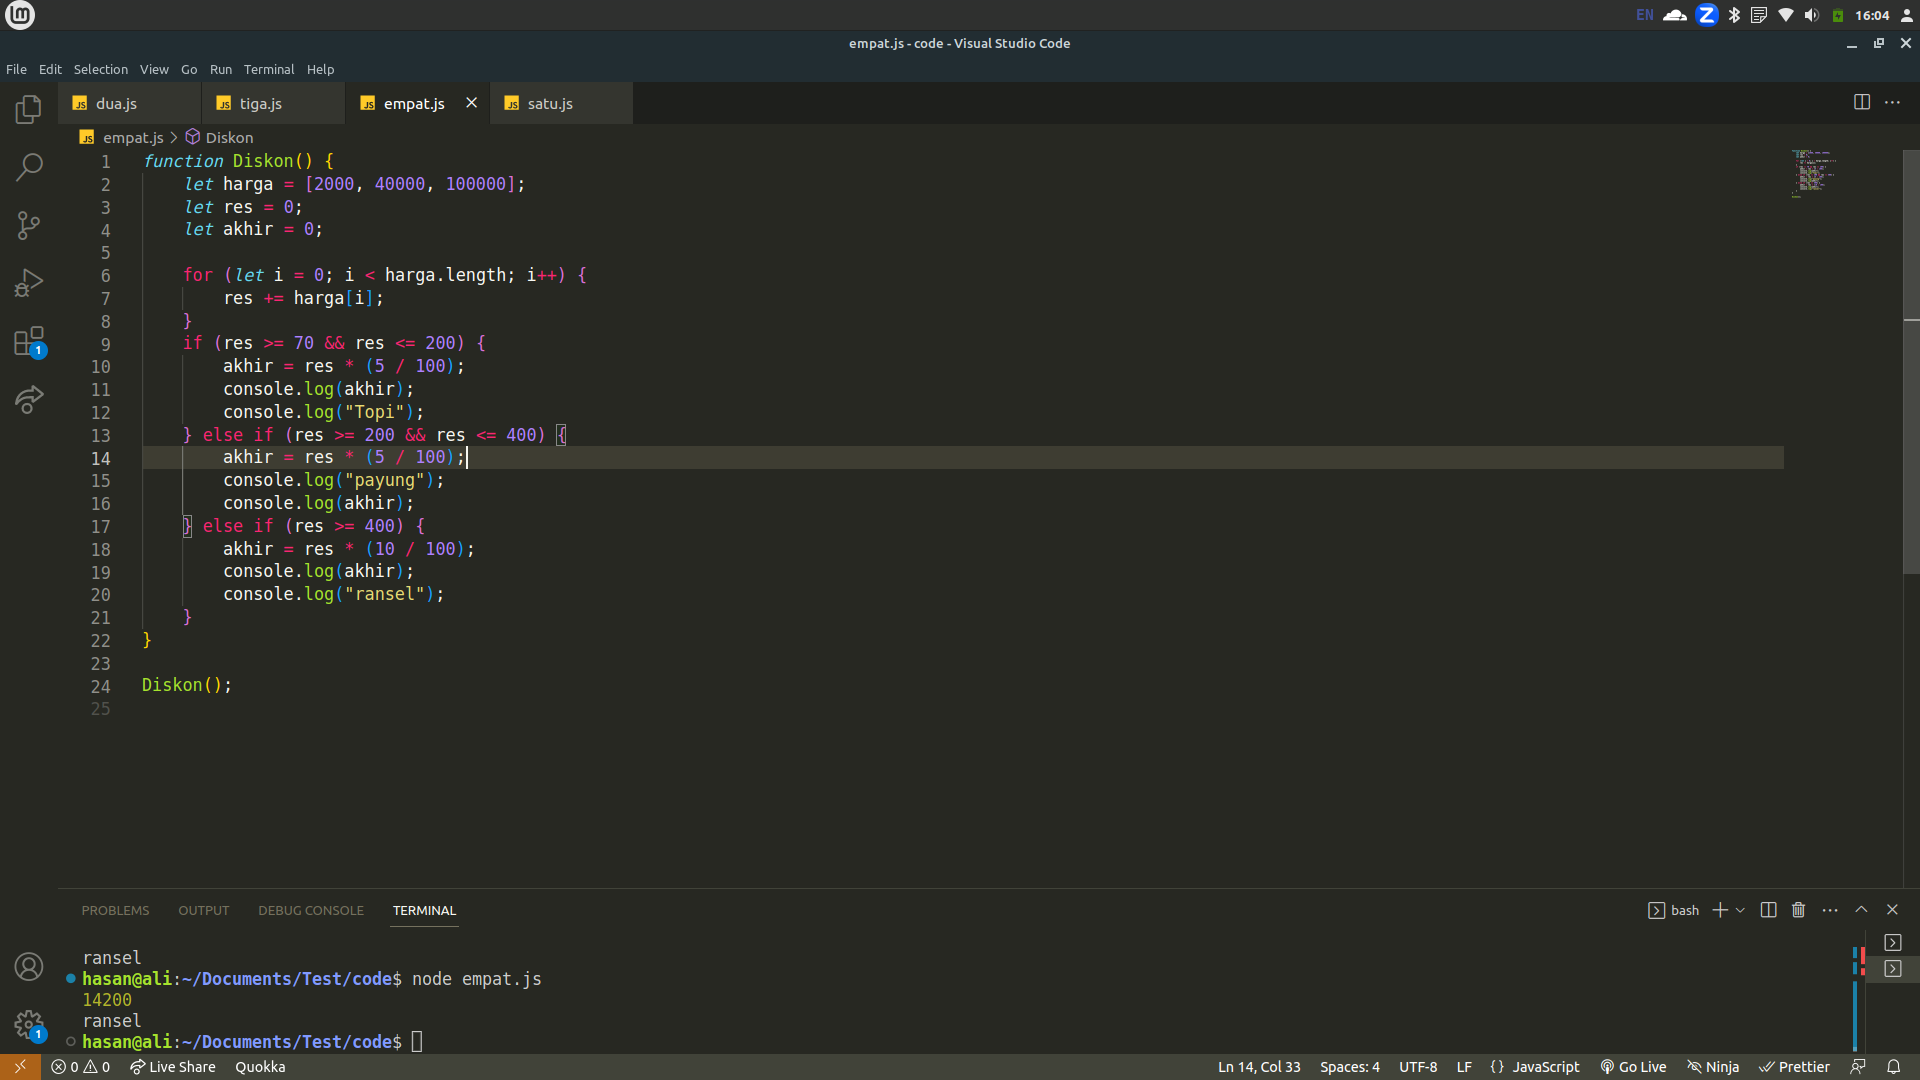 lm
EN
Z
16:04
empat.js - code - Visual Studio Code
File Edit Selection View Go Run Terminal Help
JS dua.js
JS tiga.js
JS empat.js
JS satu.js
JS empat.js > Diskon
1 function Diskon() {
2     let harga = [2000, 40000, 100000];
3     let res = 0;
4     let akhir = 0;
5
6     for (let i = 0; i < harga.length; i++) {
7         res += harga[i];
8     }
9     if (res >= 70 && res <= 200) {
10         akhir = res * (5 / 100);
11         console.log(akhir);
12         console.log("Topi");
13     } else if (res >= 200 && res <= 400) {
14         akhir = res * (5 / 100);
15         console.log("payung");
16         console.log(akhir);
17     } else if (res >= 400) {
18         akhir = res * (10 / 100);
19         console.log(akhir);
20         console.log("ransel");
21     }
22 }
23
24 Diskon();
25
1
PROBLEMS OUTPUT DEBUG CONSOLE TERMINAL
bash
ransel
hasan@ali:~/Documents/Test/code$ node empat.js
14200
ransel
hasan@ali:~/Documents/Test/code$
1
0 0 Live Share Quokka
Ln 14, Col 33 Spaces: 4 UTF-8 LF {} JavaScript Go Live Ninja Prettier